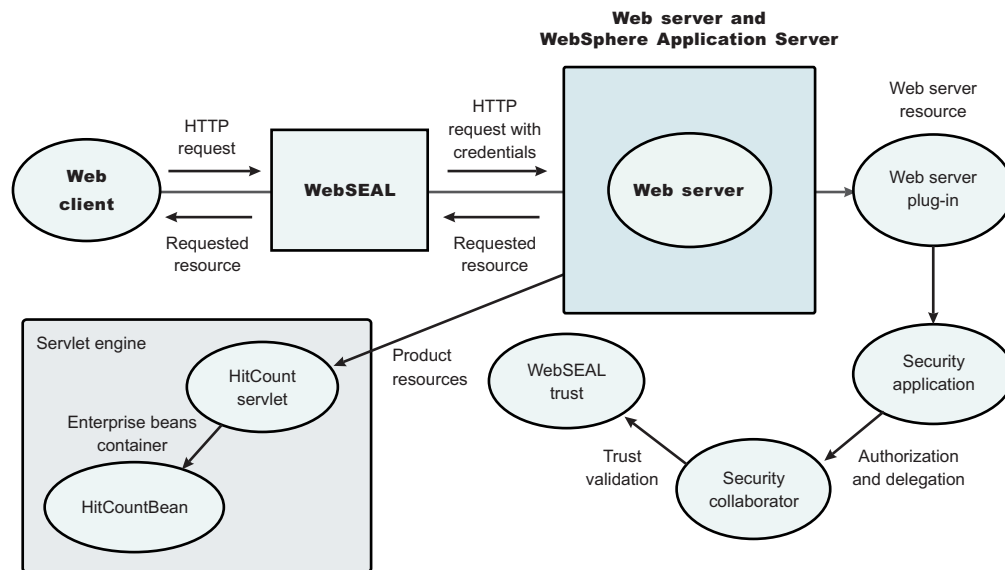 Web server and
WebSphere Application Server
HTTP
request
HTTP
request with
credentials
Web server
resource
Web
client
WebSEAL
Web server
Web server
plug-in
Requested
resource
Requested
resource
Servlet engine
HitCount
servlet
Product
resources
WebSEAL
trust
Security
application
Enterprise beans
container
HitCountBean
Trust
validation
Security
collaborator
Authorization
and delegation